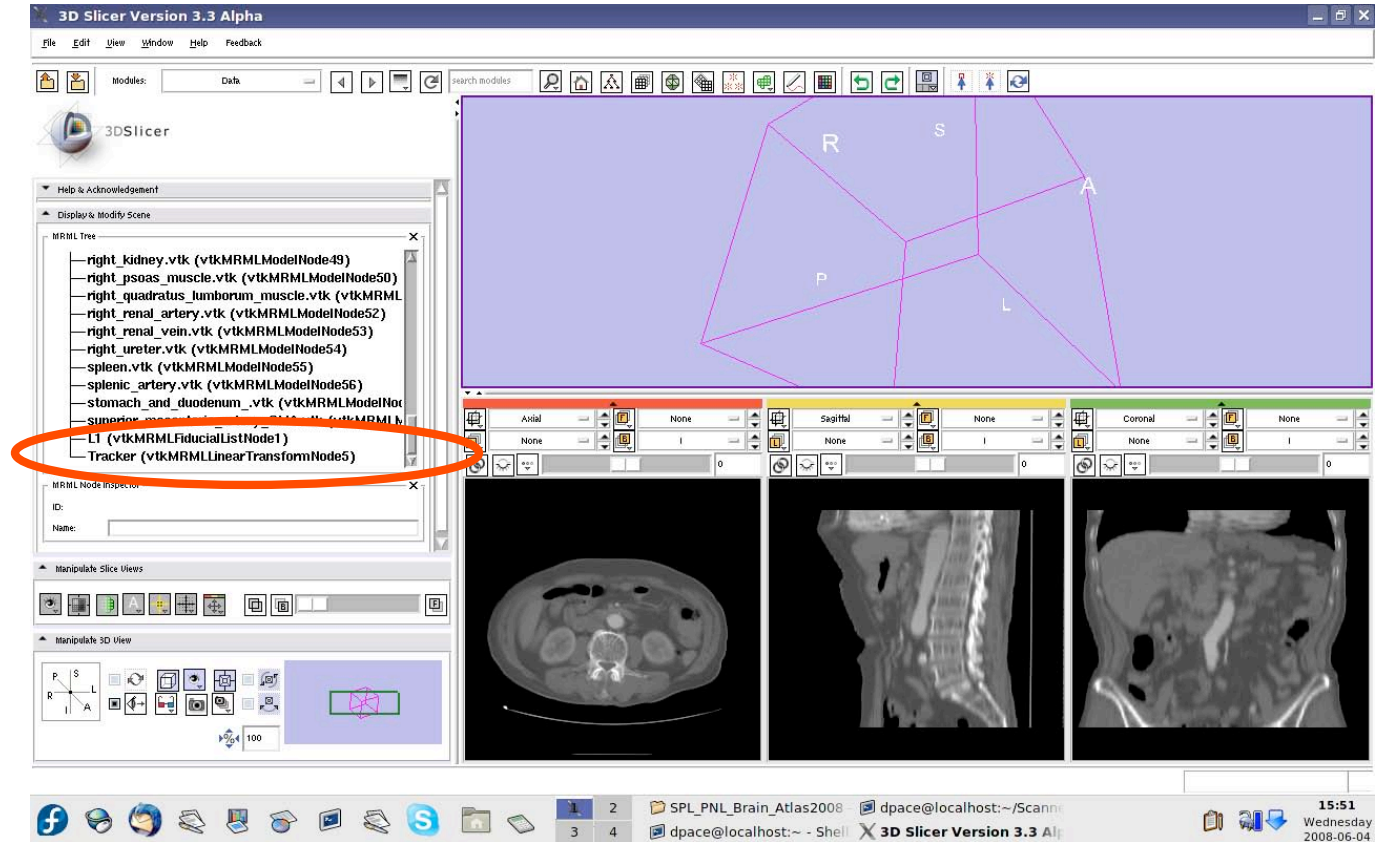 3D Slicer Version 3.3 Alpha
File Edit View Window Help Feedback
Modules: Data search modules
3DSlicer
Help & Acknowledgement
Display & Modify Scene
MRML Tree
right_kidney.vtk (vtkMRMLModelNode49)
right_psoas_muscle.vtk (vtkMRMLModelNode50)
right_quadratus_lumborum_muscle.vtk (vtkMRML
right_renal_artery.vtk (vtkMRMLModelNode52)
right_renal_vein.vtk (vtkMRMLModelNode53)
right_ureter.vtk (vtkMRMLModelNode54)
spleen.vtk (vtkMRMLModelNode55)
splenic_artery.vtk (vtkMRMLModelNode56)
stomach_and_duodenum_.vtk (vtkMRMLModelNo
L1 (vtkMRMLFiducialListNode1)
Tracker (vtkMRMLLinearTransformNode5)
MRML Node Inspector
ID:
Name:
Manipulate Slice Views
A B F
Manipulate 3D View
P S
R L
I A
100
R S
A
P
L
Axial F None
None B I
0
Sagittal F None
None B I
0
Coronal F None
L None B I
0
1 2
3 4
SPL_PNL_Brain_Atlas2008
dpace@localhost:~/Scann
dpace@localhost:~ - Shell
3D Slicer Version 3.3 Al
15:51
Wednesday
2008-06-04